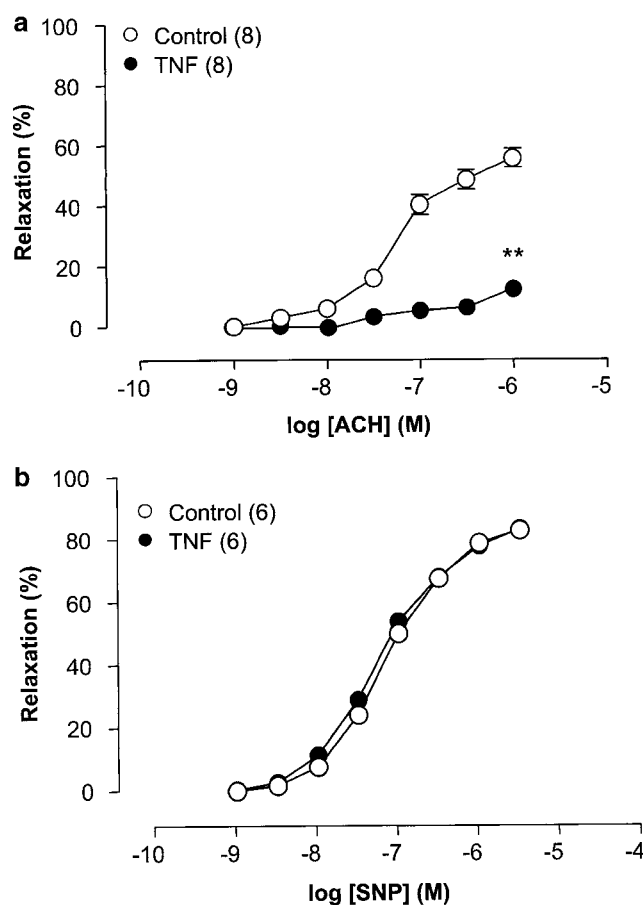 a
Control (8)
TNF (8)
100
80
60
40
20
0
Relaxation (%)
**
-10 -9 -8 -7 -6 -5
log [ACH] (M)
b
Control (6)
TNF (6)
100
80
60
40
20
0
Relaxation (%)
-10 -9 -8 -7 -6 -5 -4
log [SNP] (M)